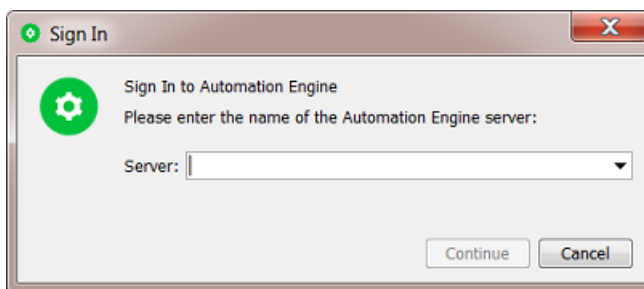 Sign In
Sign In to Automation Engine
Please enter the name of the Automation Engine server:
Server:
Continue
Cancel